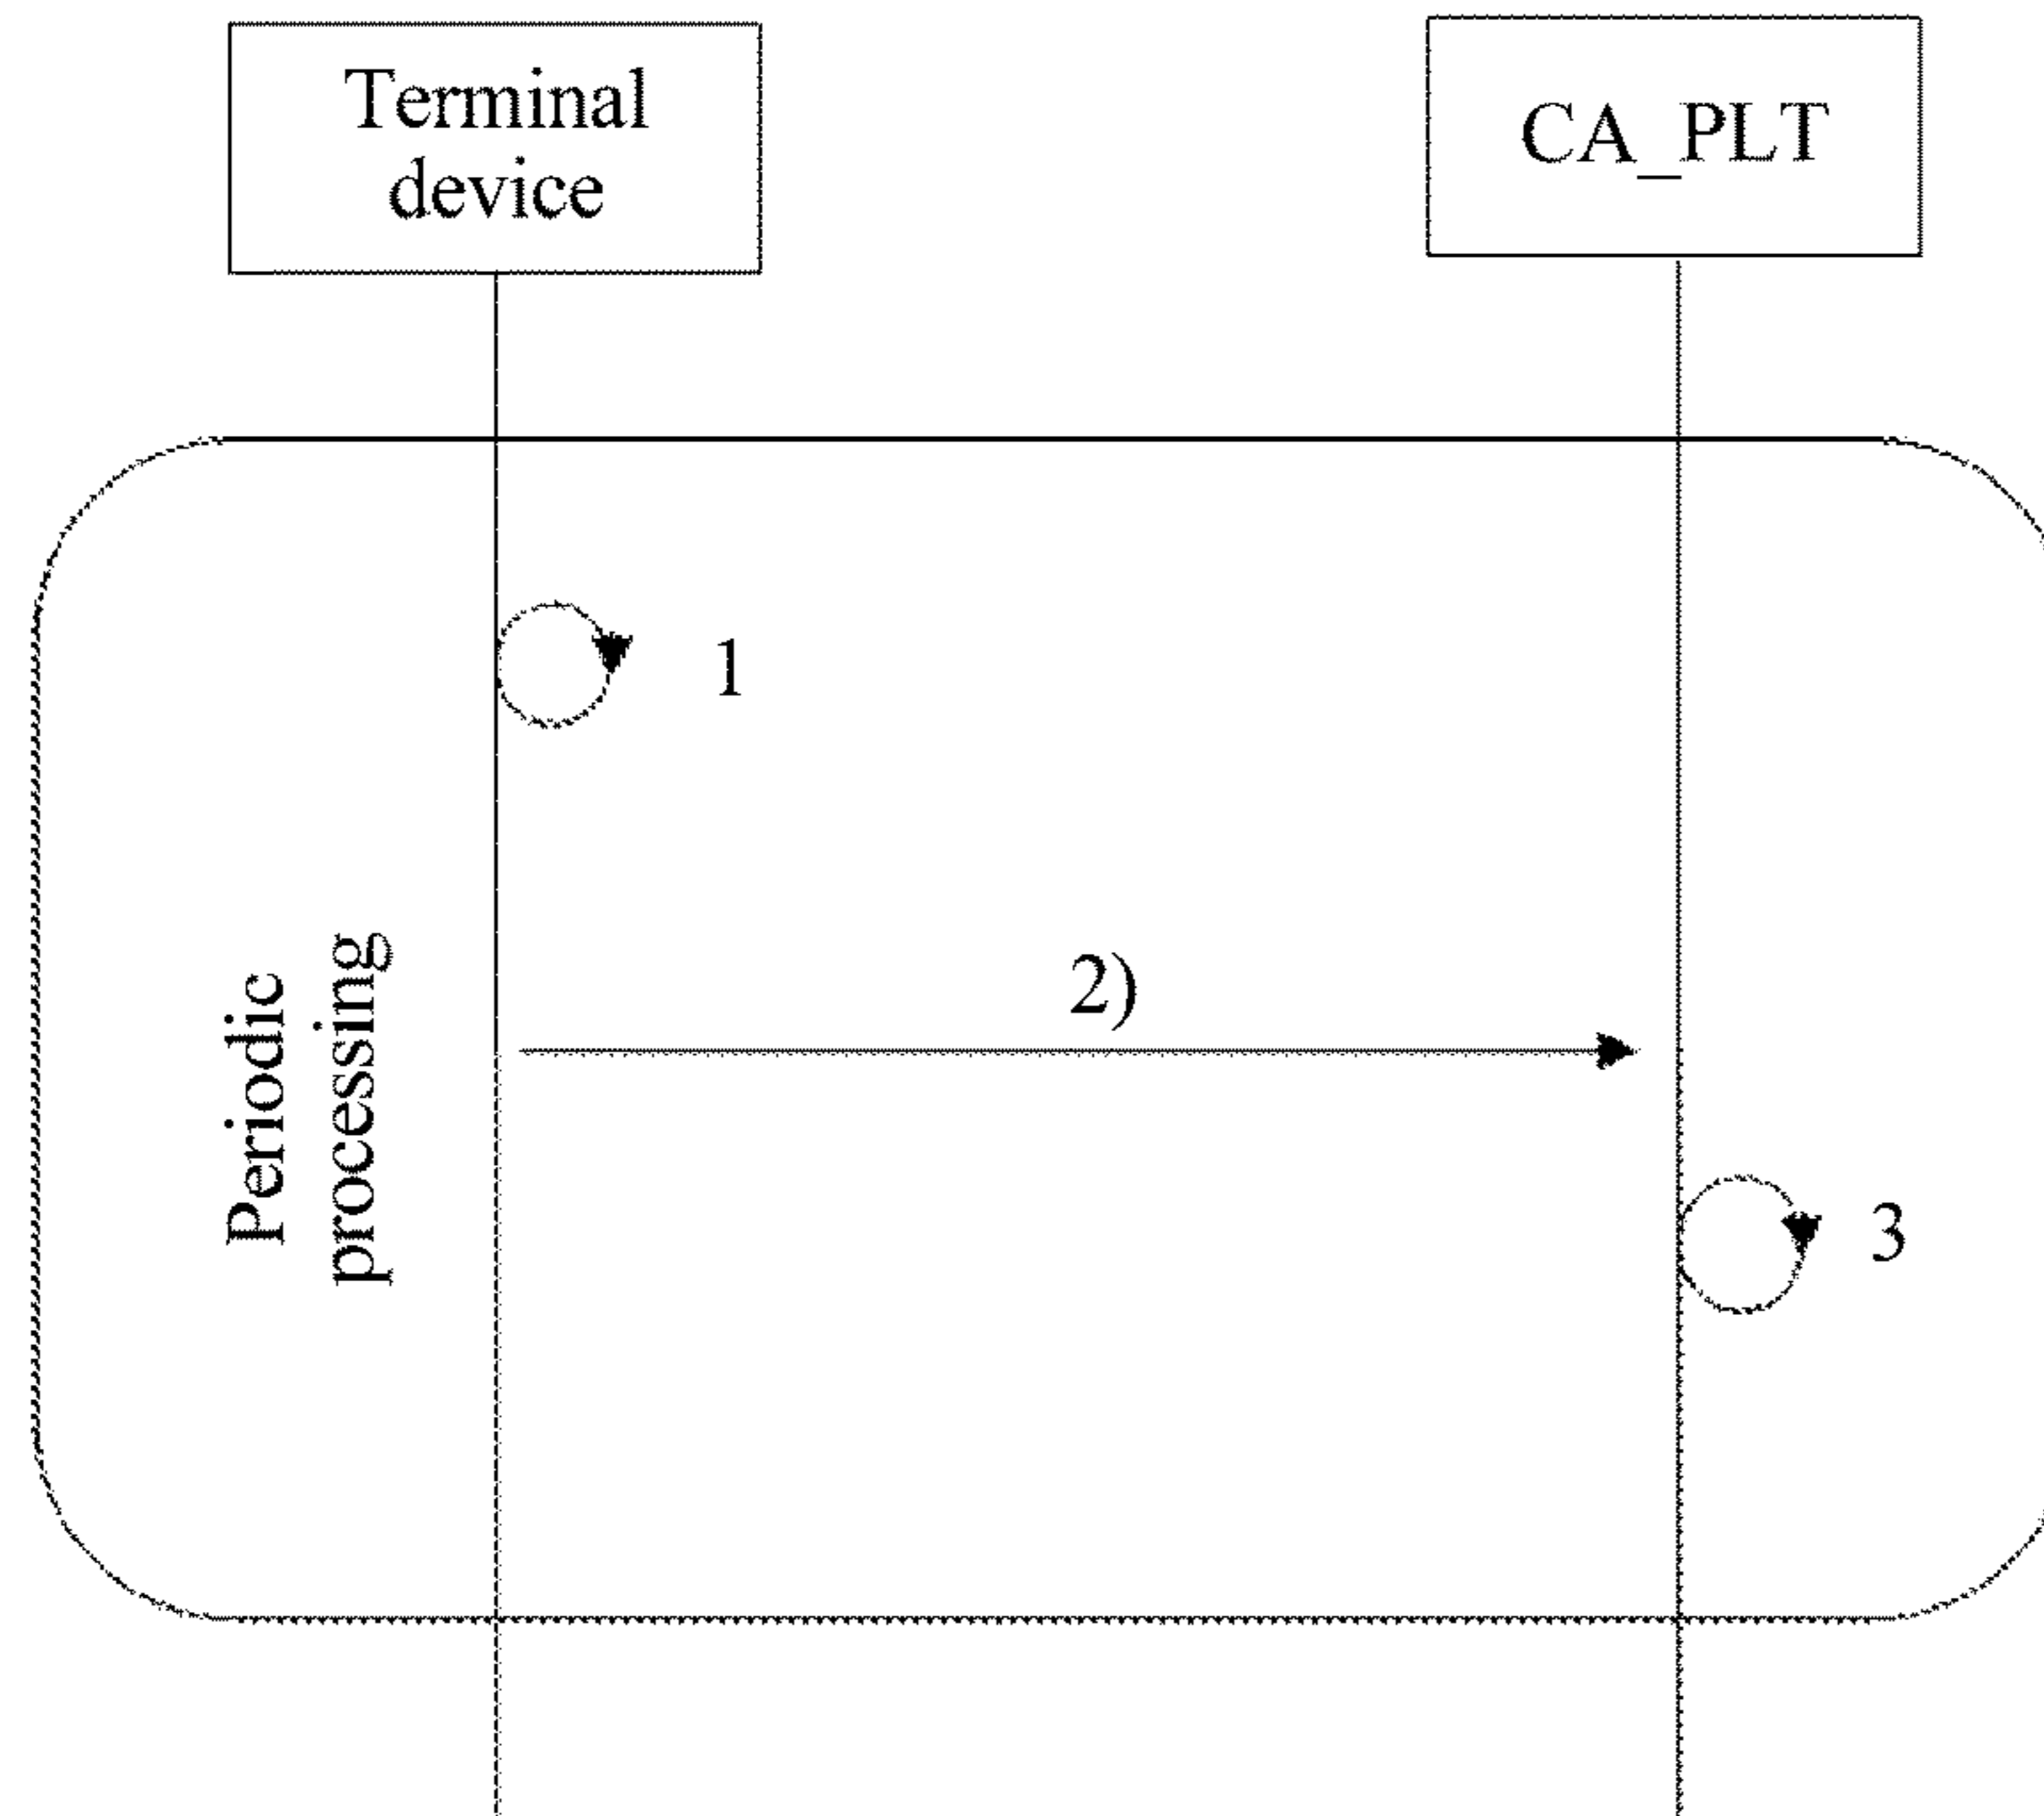 Terminal
device
CA_PLT
1
2)
3
Periodic
processing